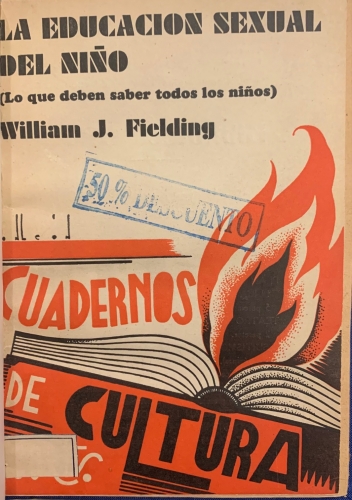 LA EDUCACION SEXUAL
DEL NIÑO
(Lo que deben saber todos los niños)
William J. Fielding
50 % DESCUENTO
CUADERNOS
DE CULTURA